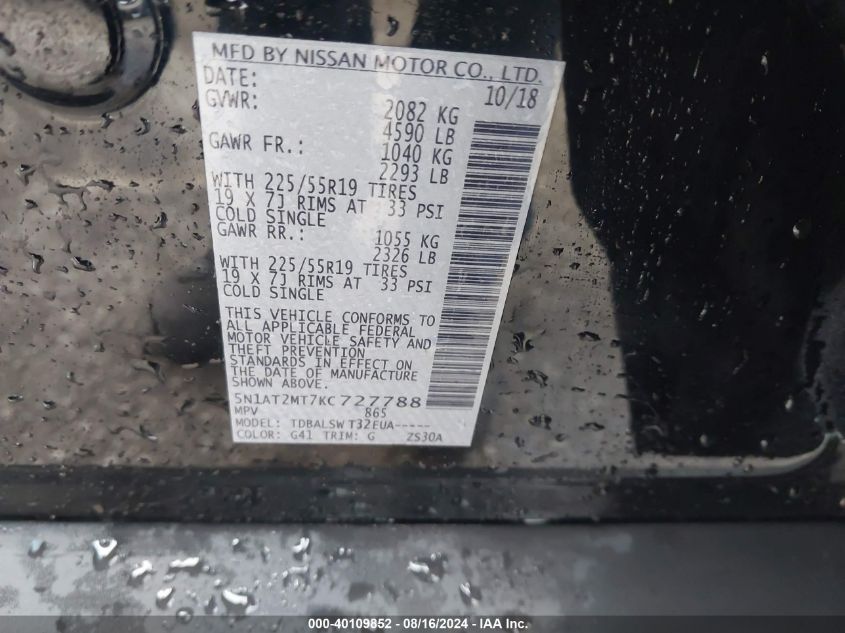 MFD BY NISSAN MOTOR CO., LTD.
DATE: 10/18
GVWR: 2082 KG
4590 LB
GAWR FR.: 1040 KG
2293 LB
WITH 225/55R19 TIRES
19 X 7J RIMS AT 33 PSI
COLD SINGLE
GAWR RR.: 1055 KG
2326 LB
WITH 225/55R19 TIRES
19 X 7J RIMS AT 33 PSI
COLD SINGLE
THIS VEHICLE CONFORMS TO
ALL APPLICABLE FEDERAL
MOTOR VEHICLE SAFETY AND
THEFT PREVENTION
STANDARDS IN EFFECT ON
THE DATE OF MANUFACTURE
SHOWN ABOVE.
5N1AT2MT7KC727788
MPV 865
MODEL: TDBALSW T32EUA-----
COLOR: G41 TRIM: G ZS30A
000-40109852 - 08/16/2024 - IAA Inc.